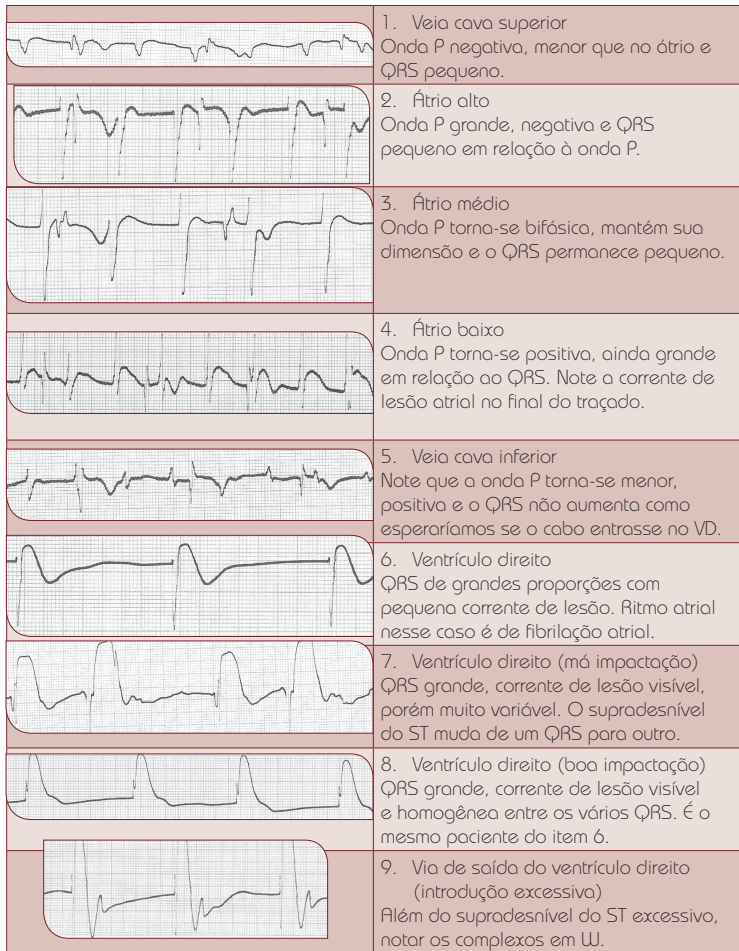 1. Veia cava superior
Onda P negativa, menor que no átrio e
QRS pequeno.
2. Átrio alto
Onda P grande, negativa e QRS
pequeno em relação à onda P.
3. Átrio médio
Onda P torna-se bifásica, mantém sua
dimensão e o QRS permanece pequeno.
4. Átrio baixo
Onda P torna-se positiva, ainda grande
em relação ao QRS. Note a corrente de
lesão atrial no final do traçado.
5. Veia cava inferior
Note que a onda P torna-se menor,
positiva e o QRS não aumenta como
esperaríamos se o cabo entrasse no VD.
6. Ventrículo direito
QRS de grandes proporções com
pequena corrente de lesão. Ritmo atrial
nesse caso é de fibrilação atrial.
7. Ventrículo direito (má impactação)
QRS grande, corrente de lesão visível,
porém muito variável. O supradesnível
do ST muda de um QRS para outro.
8. Ventrículo direito (boa impactação)
QRS grande, corrente de lesão visível
e homogênea entre os vários QRS. É o
mesmo paciente do item 6.
9. Via de saída do ventrículo direito
(introdução excessiva)
Além do supradesnível do ST excessivo,
notar os complexos em W.